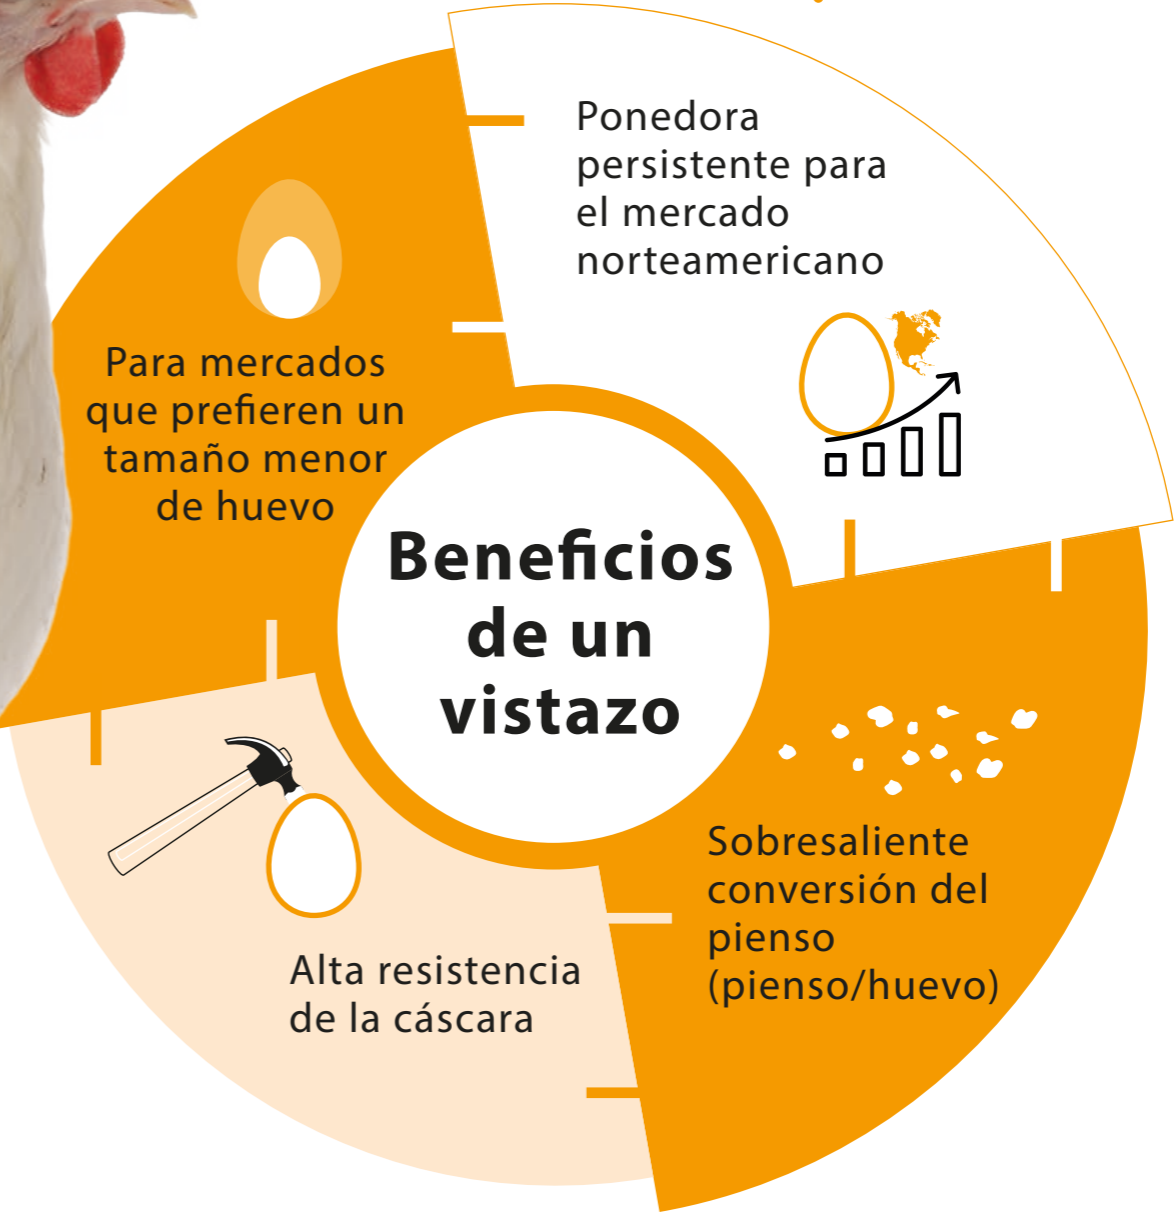 Ponedora
persistente para
el mercado
norteamericano
Para mercados
que prefieren un
tamaño menor
de huevo
Beneficios
de un
vistazo
Sobresaliente
conversión del
pienso
(pienso/huevo)
Alta resistencia
de la cáscara